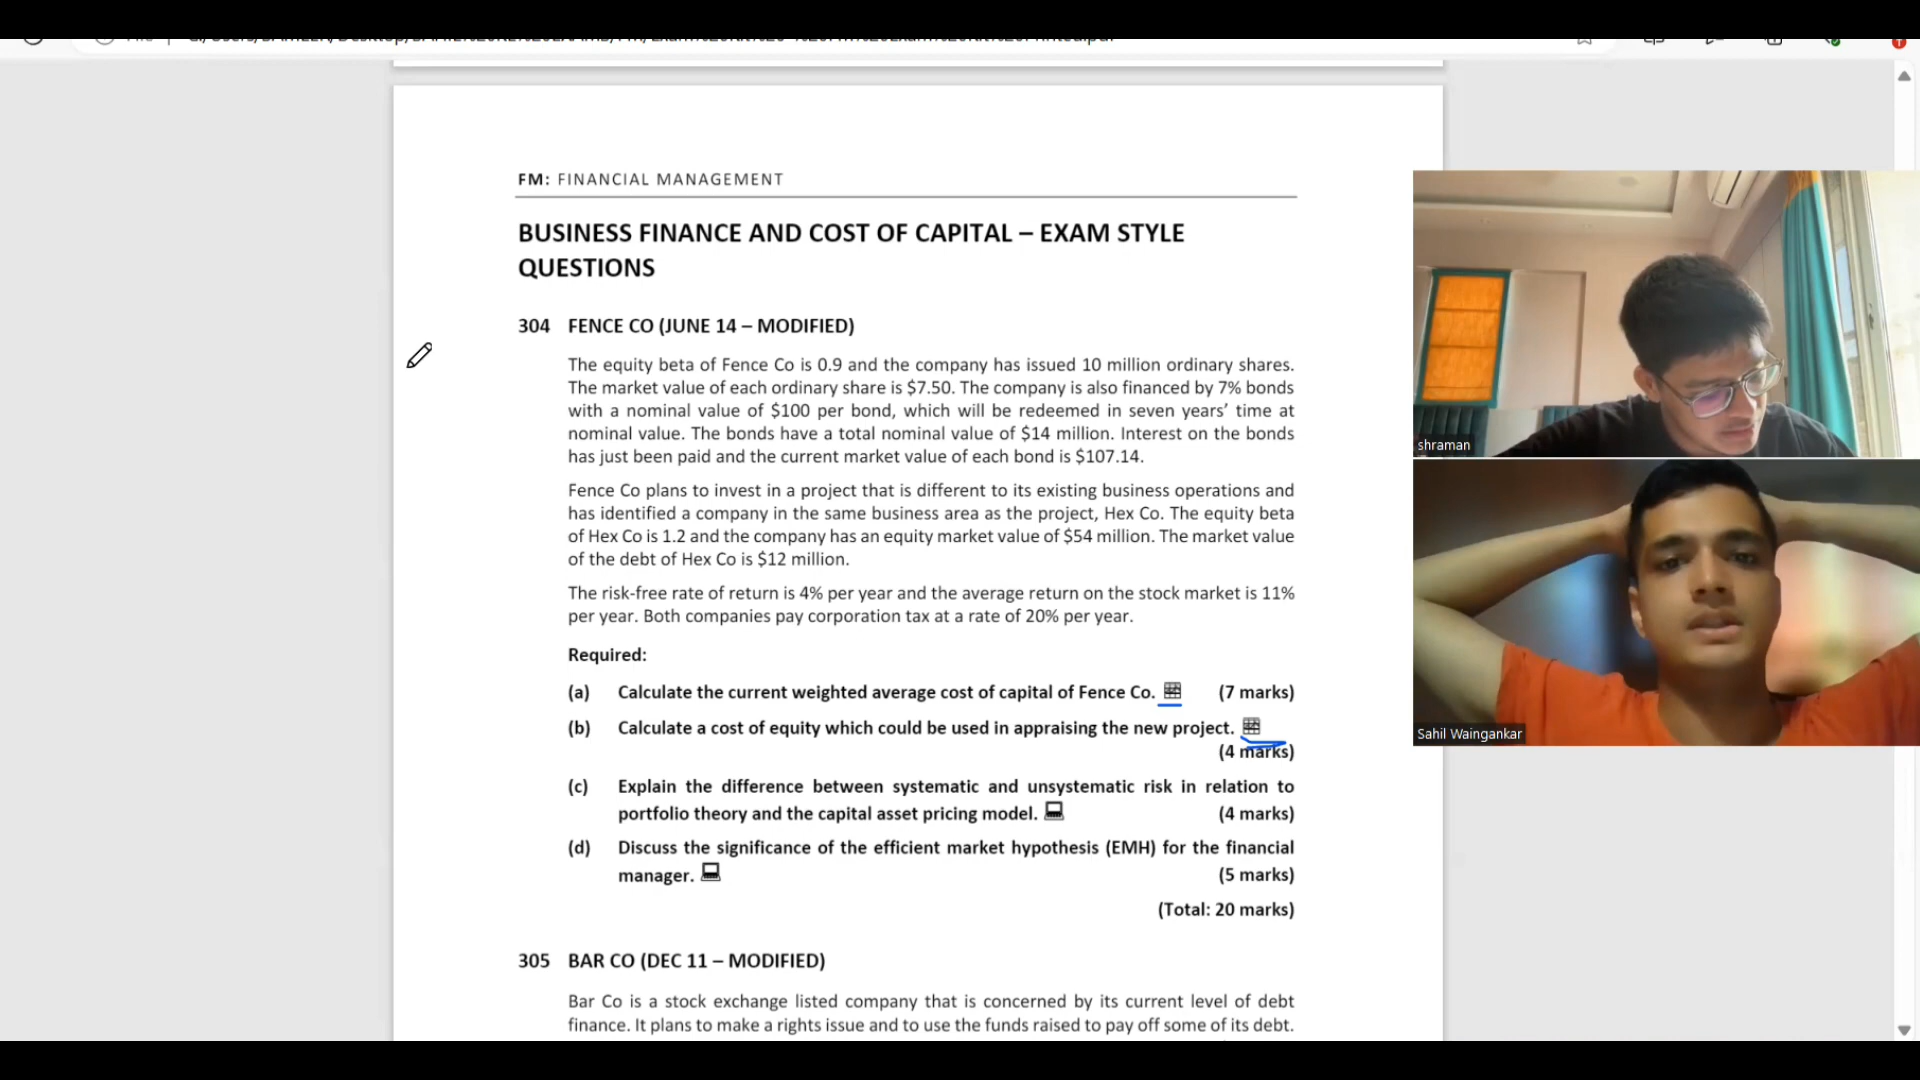 FM: FINANCIAL MANAGEMENT
BUSINESS FINANCE AND COST OF CAPITAL – EXAM STYLE
QUESTIONS
304 FENCE CO (JUNE 14 – MODIFIED)
The equity beta of Fence Co is 0.9 and the company has issued 10 million ordinary shares.
The market value of each ordinary share is $7.50. The company is also financed by 7% bonds
with a nominal value of $100 per bond, which will be redeemed in seven years’ time at
nominal value. The bonds have a total nominal value of $14 million. Interest on the bonds
has just been paid and the current market value of each bond is $107.14.
Fence Co plans to invest in a project that is different to its existing business operations and
has identified a company in the same business area as the project, Hex Co. The equity beta
of Hex Co is 1.2 and the company has an equity market value of $54 million. The market value
of the debt of Hex Co is $12 million.
The risk-free rate of return is 4% per year and the average return on the stock market is 11%
per year. Both companies pay corporation tax at a rate of 20% per year.
Required:
(a) Calculate the current weighted average cost of capital of Fence Co. (7 marks)
(b) Calculate a cost of equity which could be used in appraising the new project.
(4 marks)
(c) Explain the difference between systematic and unsystematic risk in relation to
portfolio theory and the capital asset pricing model. (4 marks)
(d) Discuss the significance of the efficient market hypothesis (EMH) for the financial
manager. (5 marks)
(Total: 20 marks)
305 BAR CO (DEC 11 – MODIFIED)
Bar Co is a stock exchange listed company that is concerned by its current level of debt
finance. It plans to make a rights issue and to use the funds raised to pay off some of its debt.
shraman
Sahil Waingankar